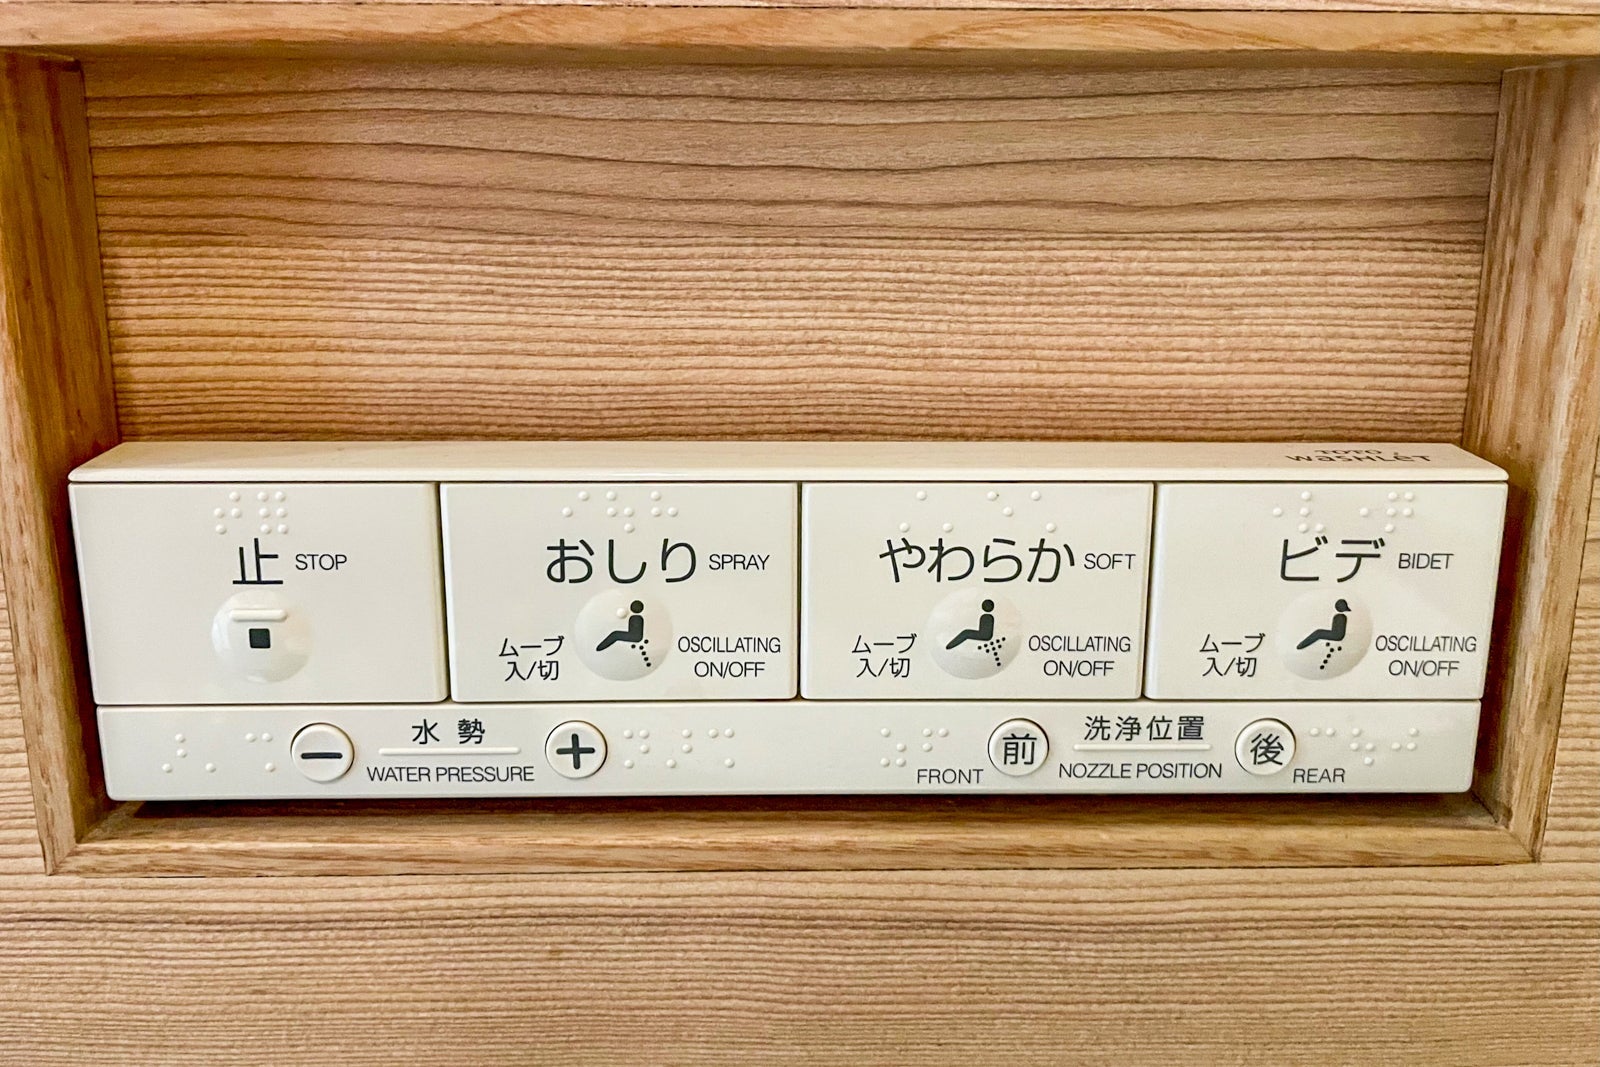 TOTO
WASHLET
止 STOP
おしり SPRAY
ムーブ
入/切
OSCILLATING
ON/OFF
やわらか SOFT
ムーブ
入/切
OSCILLATING
ON/OFF
ビデ BIDET
ムーブ
入/切
OSCILLATING
ON/OFF
− 水勢 +
WATER PRESSURE
前 洗浄位置 後
FRONT NOZZLE POSITION REAR